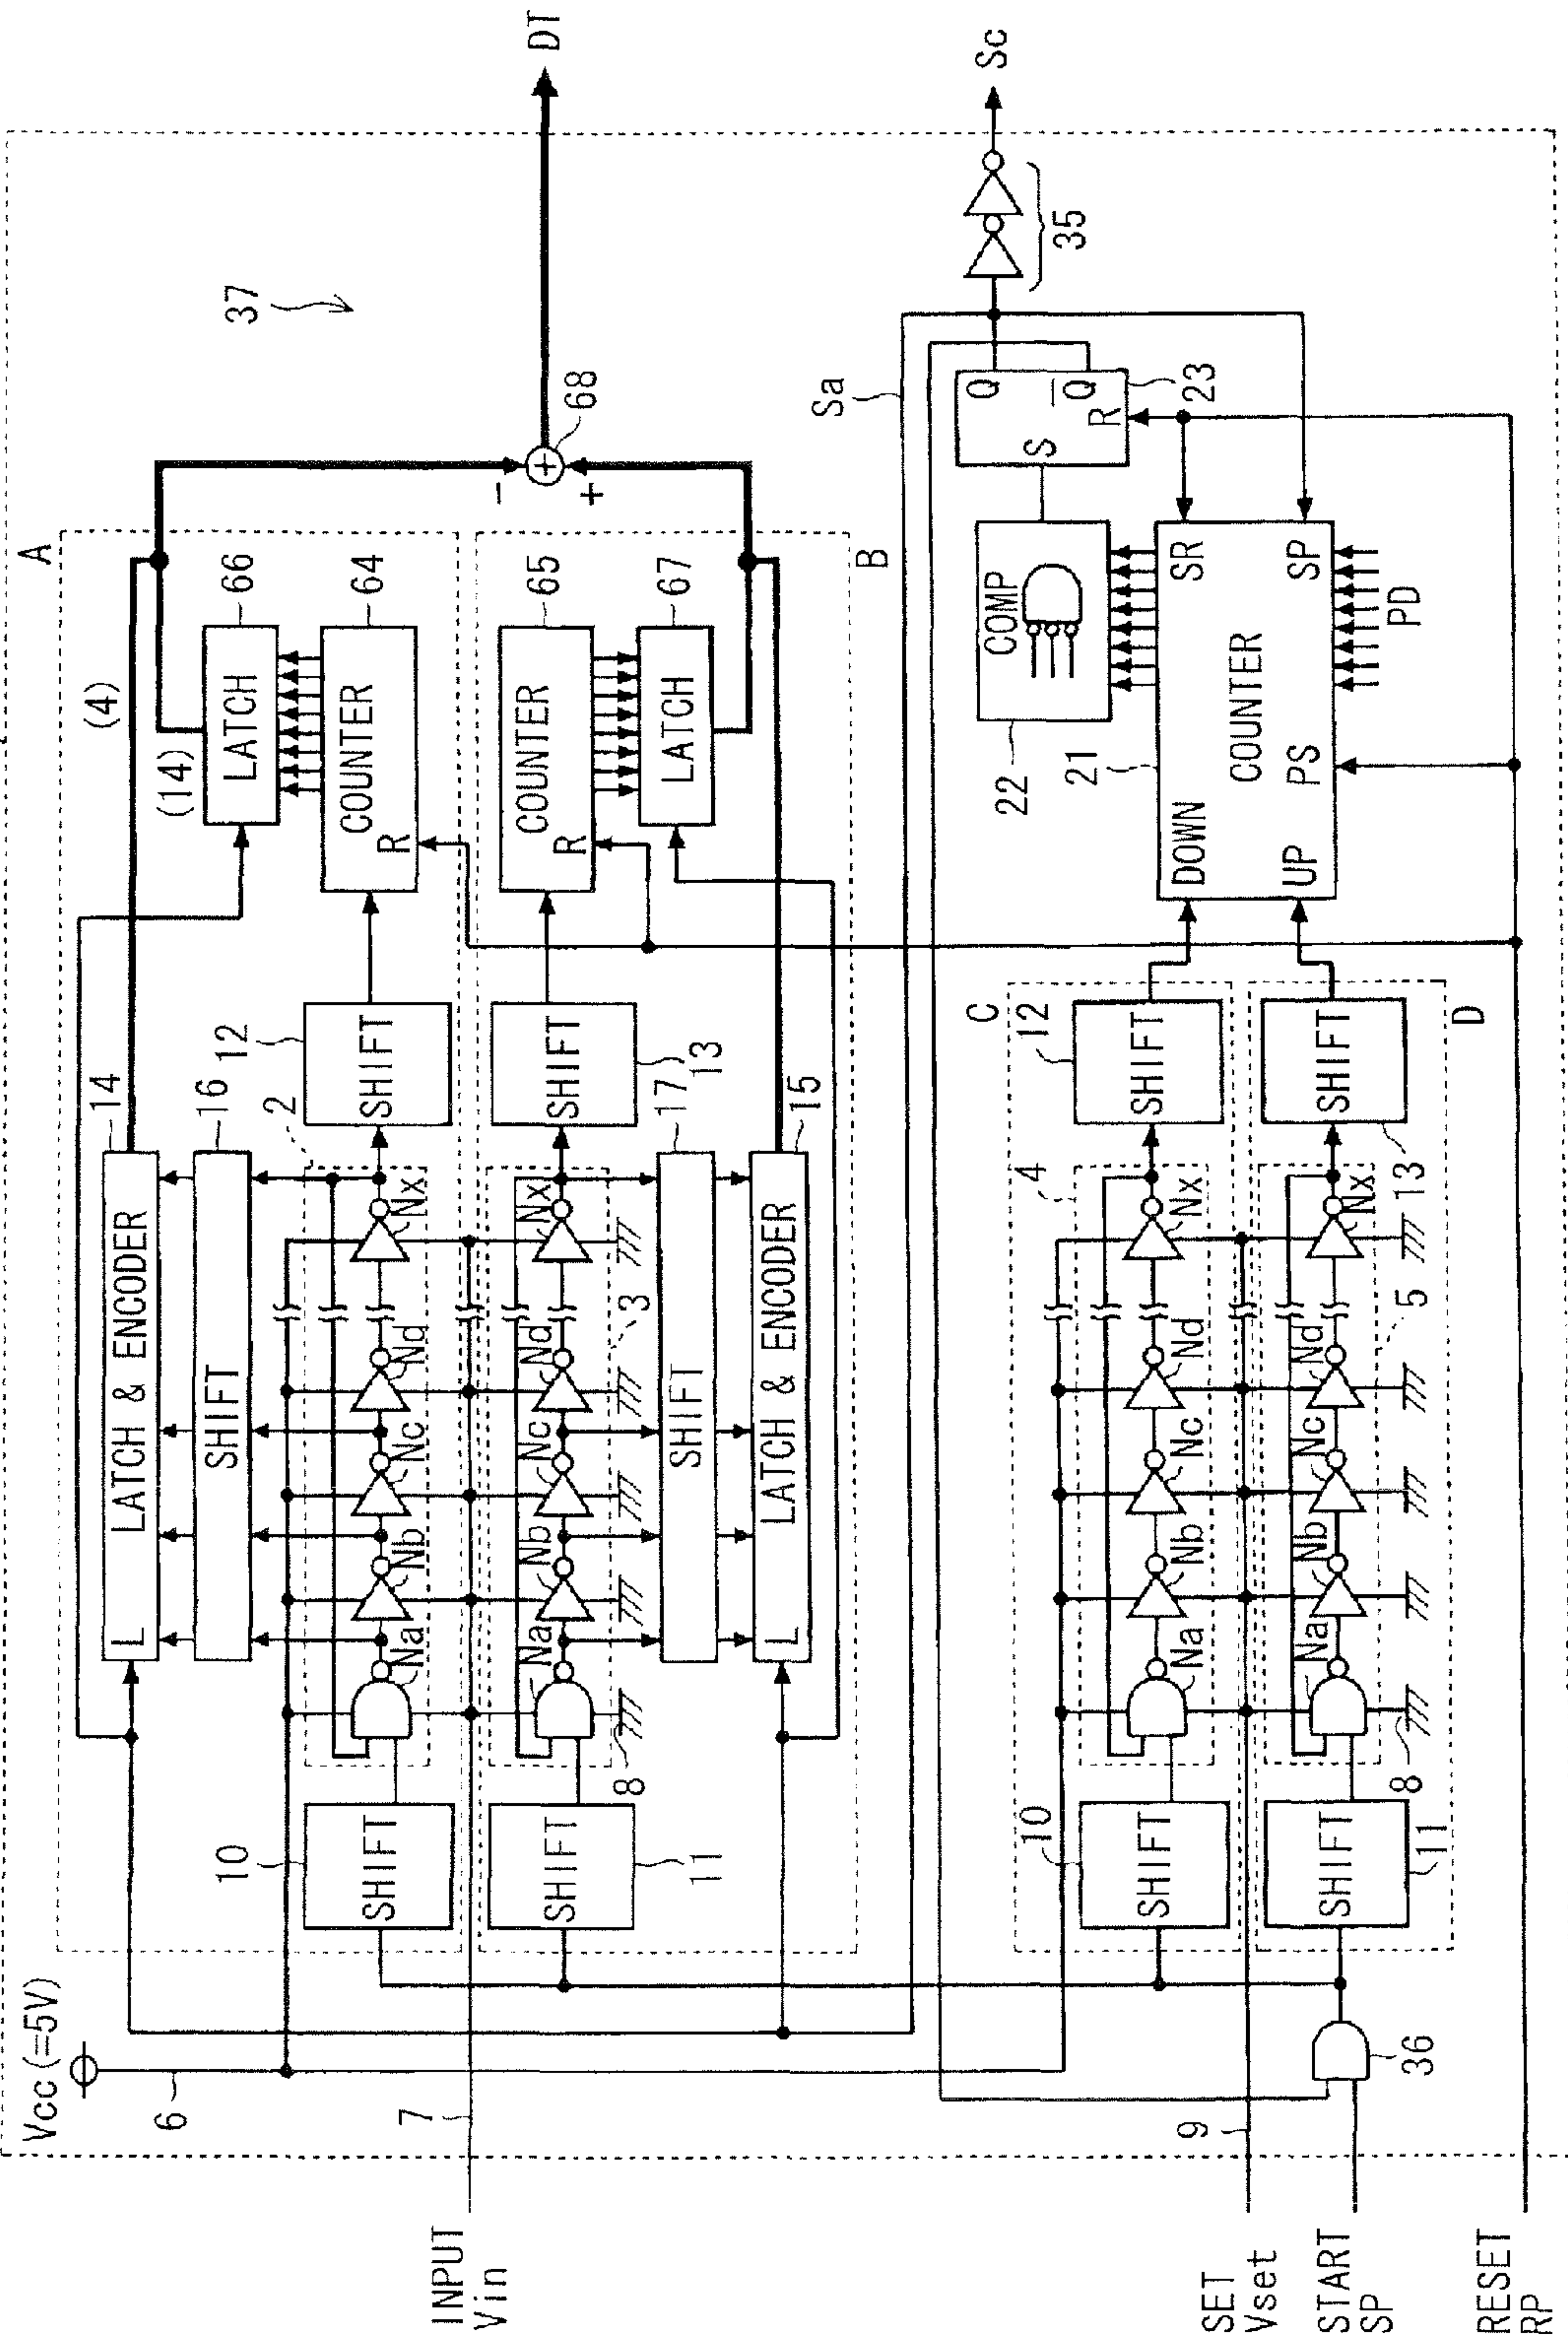 Vcc (=5V)
6
INPUT
Vin
7
A
14
LATCH & ENCODER
L
16
SHIFT
2
10
SHIFT
Na
Nb
Nc
Nd
Nx
12
SHIFT
(4)
(14)
66
LATCH
64
COUNTER
R
37
DT
68
-
+
+
B
11
SHIFT
8
Na
Nb
Nc
Nd
Nx
3
13
SHIFT
17
SHIFT
15
LATCH & ENCODER
L
65
COUNTER
R
67
LATCH
Sa
Sc
35
23
S
Q
Q
R
22
COMP
21
COUNTER
DOWN
UP
PS
SR
SP
PD
C
10
SHIFT
Na
Nb
Nc
Nd
Nx
4
12
SHIFT
D
11
SHIFT
8
Na
Nb
Nc
Nd
Nx
5
13
SHIFT
36
9
SET
Vset
START
SP
RESET
RP